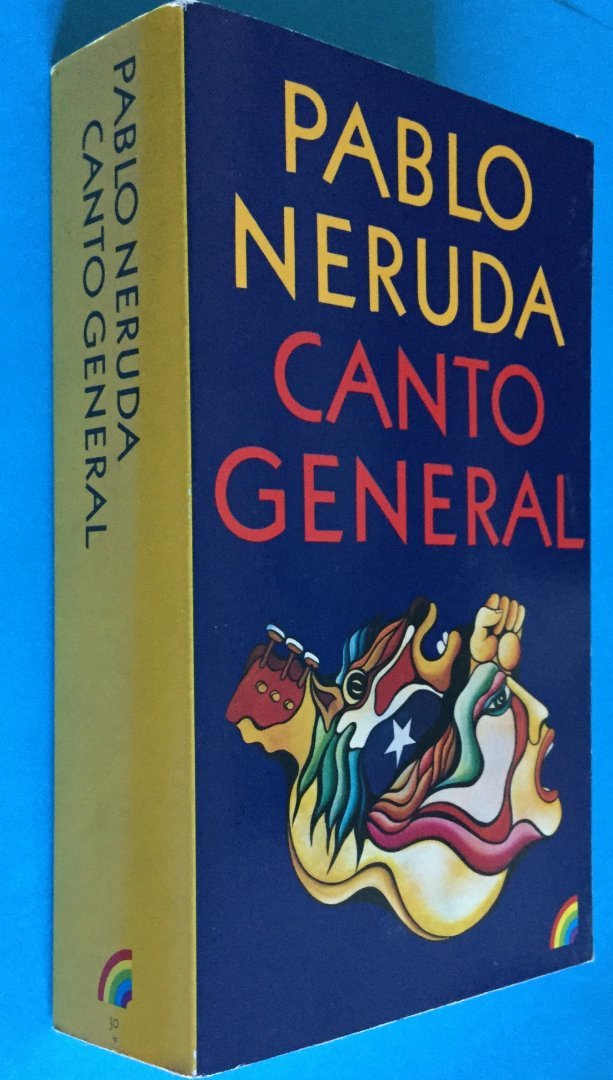 PABLO NERUDA
CANTO GENERAL
PABLO
NERUDA
CANTO
GENERAL